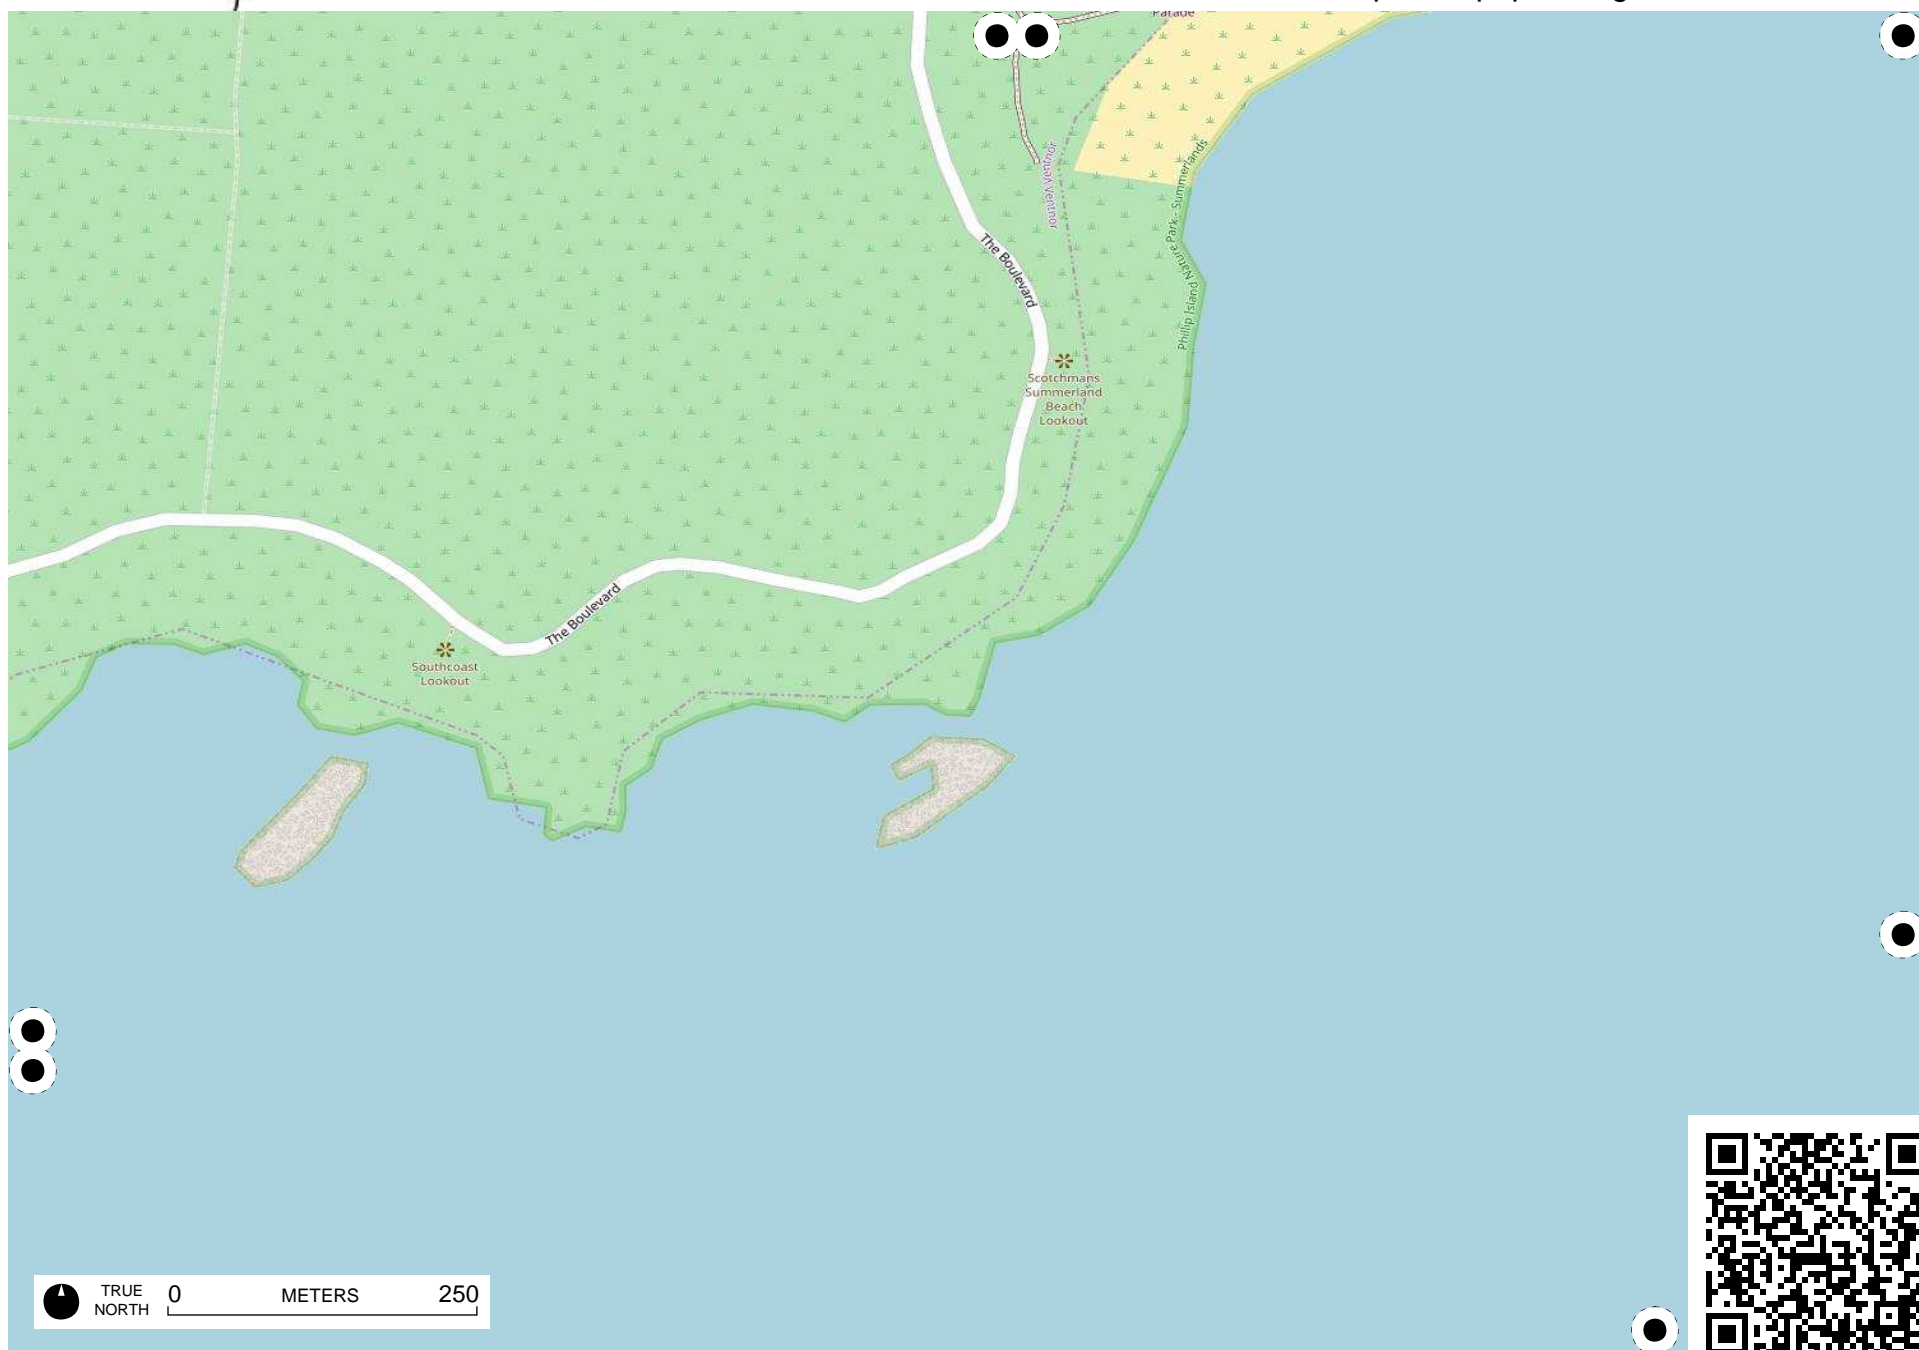 Parade
Ventnor
Ventnor
Phillip Island Nature Park - Summerlands
The Boulevard
Scotchmans
Summerland
Beach
Lookout
The Boulevard
Southcoast
Lookout
TRUE
NORTH
0 METERS 250